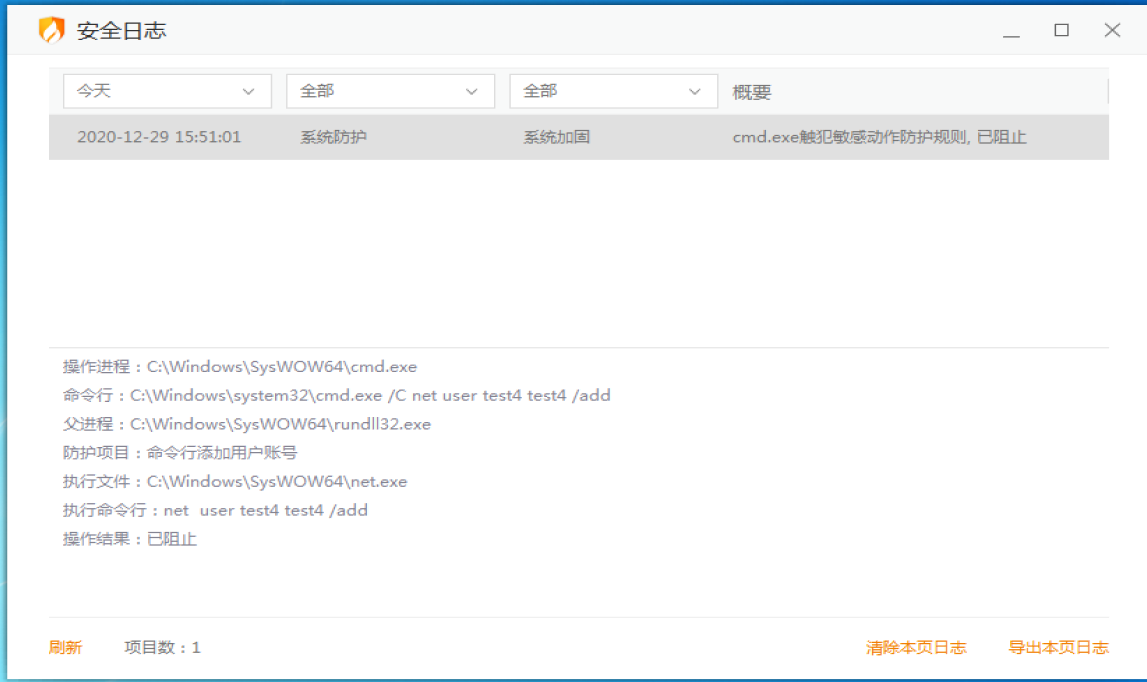 安全日志
今天 全部 全部 概要
2020-12-29 15:51:01 系统防护 系统加固 cmd.exe触犯敏感动作防护规则, 已阻止
操作进程：C:\Windows\SysWOW64\cmd.exe
命令行：C:\Windows\system32\cmd.exe /C net user test4 test4 /add
父进程：C:\Windows\SysWOW64\rundll32.exe
防护项目：命令行添加用户账号
执行文件：C:\Windows\SysWOW64\net.exe
执行命令行：net  user test4 test4 /add
操作结果：已阻止
刷新 项目数：1 清除本页日志 导出本页日志